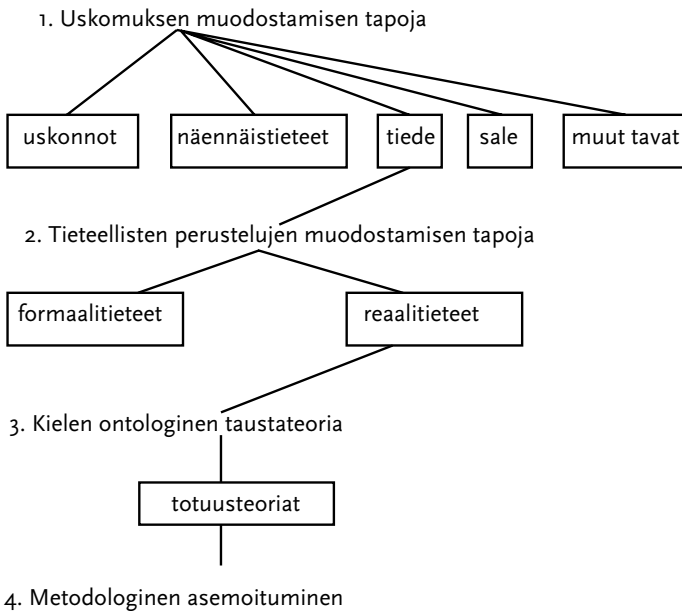 1. Uskomuksen muodostamisen tapoja
uskonnot näennäistieteet tiede sale muut tavat
2. Tieteellisten perustelujen muodostamisen tapoja
formaalitieteet reaalitieteet
3. Kielen ontologinen taustateoria
totuusteoriat
4. Metodologinen asemoituminen